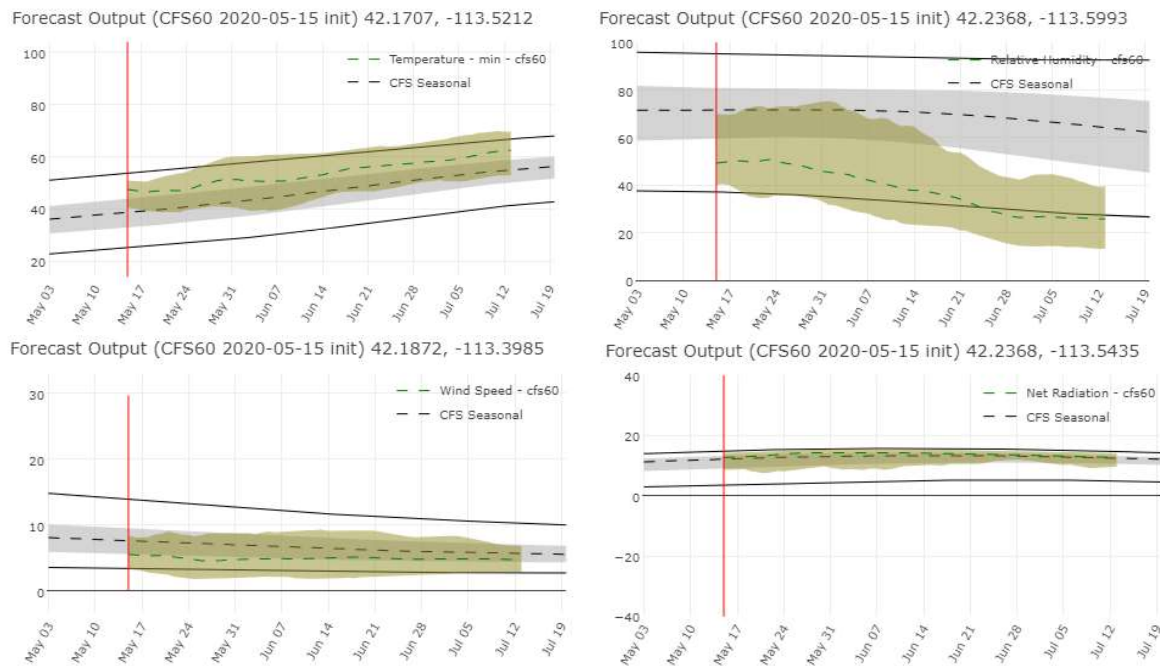 Forecast Output (CFS60 2020-05-15 init) 42.1707, -113.5212
Temperature - min - cfs60
CFS Seasonal
100
80
60
40
20
May 03
May 10
May 17
May 24
May 31
Jun 07
Jun 14
Jun 21
Jun 28
Jul 05
Jul 12
Jul 19
Forecast Output (CFS60 2020-05-15 init) 42.2368, -113.5993
Relative Humidity - cfs60
CFS Seasonal
100
80
60
40
20
0
May 03
May 10
May 17
May 24
May 31
Jun 07
Jun 14
Jun 21
Jun 28
Jul 05
Jul 12
Jul 19
Forecast Output (CFS60 2020-05-15 init) 42.1872, -113.3985
Wind Speed - cfs60
CFS Seasonal
30
20
10
0
May 03
May 10
May 17
May 24
May 31
Jun 07
Jun 14
Jun 21
Jun 28
Jul 05
Jul 12
Jul 19
Forecast Output (CFS60 2020-05-15 init) 42.2368, -113.5435
Net Radiation - cfs60
CFS Seasonal
40
20
0
−20
−40
May 03
May 10
May 17
May 24
May 31
Jun 07
Jun 14
Jun 21
Jun 28
Jul 05
Jul 12
Jul 19